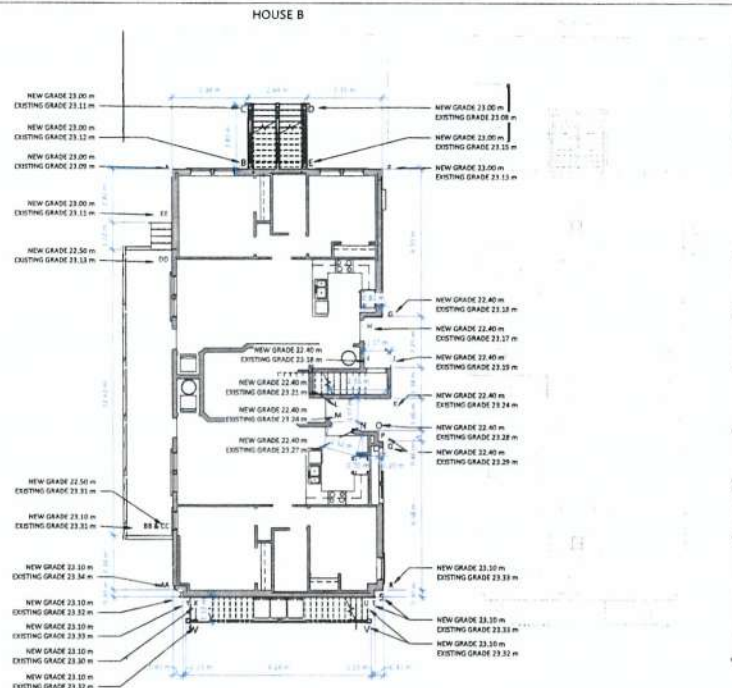 HOUSE B
NEW GRADE 23.00 m
EXISTING GRADE 23.11 m
NEW GRADE 23.00 m
EXISTING GRADE 23.12 m
NEW GRADE 23.00 m
EXISTING GRADE 23.09 m
NEW GRADE 23.00 m
EXISTING GRADE 23.11 m
NEW GRADE 22.50 m
EXISTING GRADE 23.13 m
NEW GRADE 22.50 m
EXISTING GRADE 23.31 m
NEW GRADE 23.10 m
EXISTING GRADE 23.31 m
NEW GRADE 23.10 m
EXISTING GRADE 23.34 m
NEW GRADE 23.10 m
EXISTING GRADE 23.32 m
NEW GRADE 23.10 m
EXISTING GRADE 23.33 m
NEW GRADE 23.10 m
EXISTING GRADE 23.30 m
NEW GRADE 23.10 m
EXISTING GRADE 23.32 m
B
E
EE
DD
BB & CC
AA
W
V
NEW GRADE 22.40 m
EXISTING GRADE 23.18 m
NEW GRADE 22.40 m
EXISTING GRADE 23.21 m
NEW GRADE 22.40 m
EXISTING GRADE 23.24 m
NEW GRADE 22.40 m
EXISTING GRADE 23.27 m
G
H
L
M
N
O
P
R
NEW GRADE 23.00 m
EXISTING GRADE 23.08 m
NEW GRADE 23.00 m
EXISTING GRADE 23.15 m
NEW GRADE 23.00 m
EXISTING GRADE 23.13 m
NEW GRADE 22.40 m
EXISTING GRADE 23.18 m
NEW GRADE 22.40 m
EXISTING GRADE 23.17 m
NEW GRADE 22.40 m
EXISTING GRADE 23.19 m
NEW GRADE 22.40 m
EXISTING GRADE 23.24 m
NEW GRADE 22.40 m
EXISTING GRADE 23.28 m
NEW GRADE 22.40 m
EXISTING GRADE 23.29 m
NEW GRADE 23.10 m
EXISTING GRADE 23.33 m
NEW GRADE 23.10 m
EXISTING GRADE 23.33 m
NEW GRADE 23.10 m
EXISTING GRADE 23.32 m